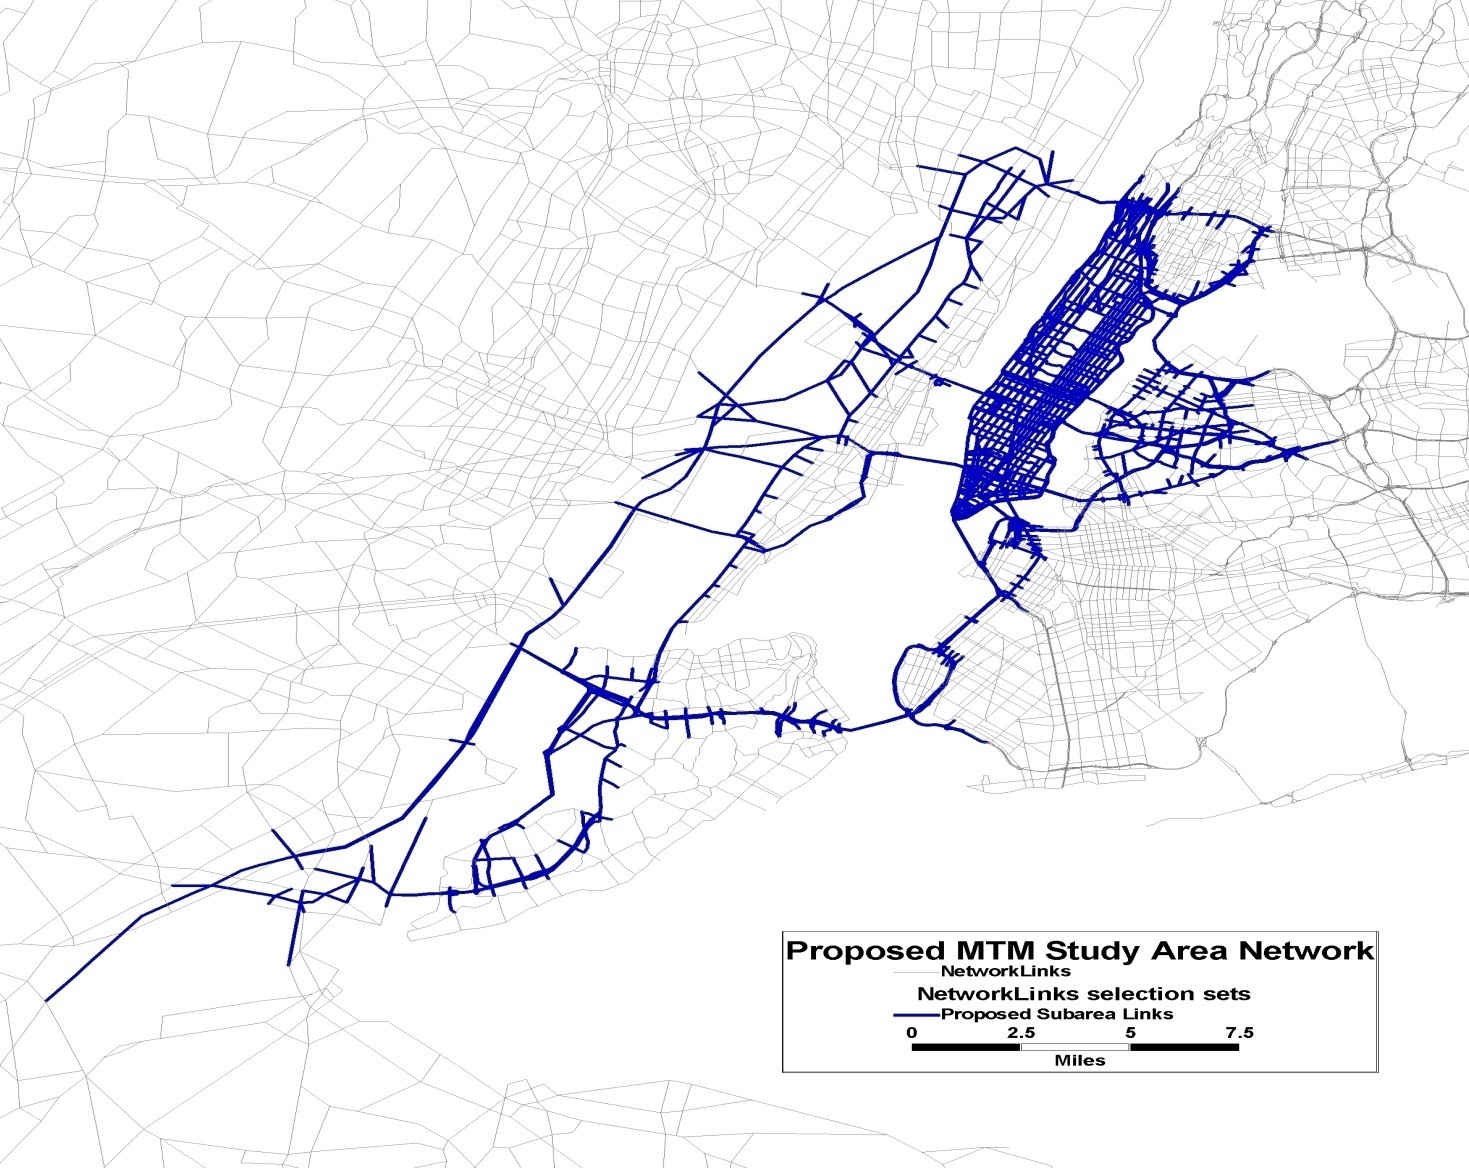 Proposed MTM Study Area Network
NetworkLinks
NetworkLinks selection sets
Proposed Subarea Links
0 2.5 5 7.5
Miles